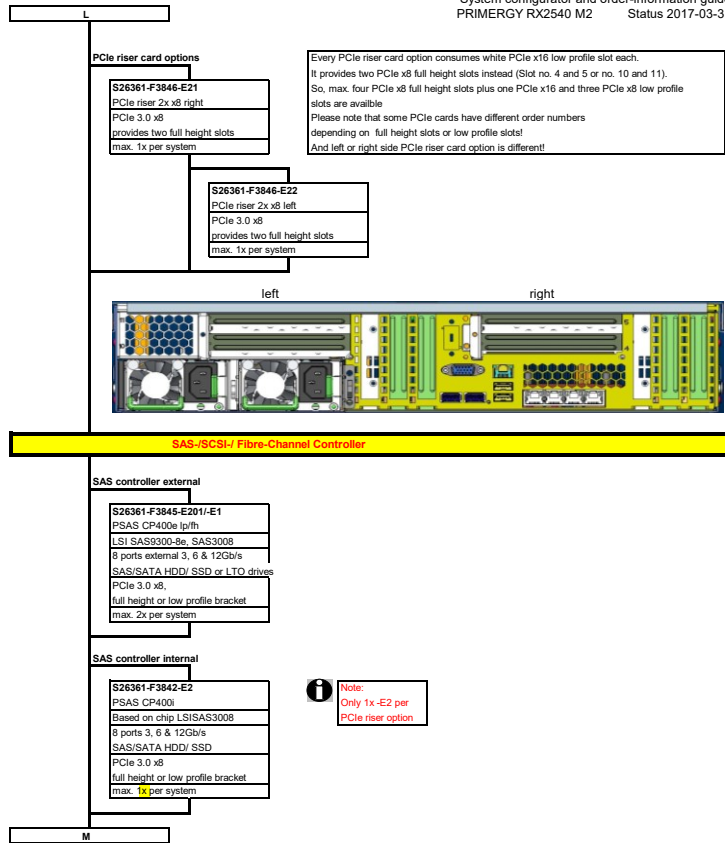 System configurator and order-information guide
PRIMERGY RX2540 M2 Status 2017-03-3
L
PCIe riser card options
S26361-F3846-E21
PCIe riser 2x x8 right
PCIe 3.0 x8
provides two full height slots
max. 1x per system
Every PCIe riser card option consumes white PCIe x16 low profile slot each.
It provides two PCIe x8 full height slots instead (Slot no. 4 and 5 or no. 10 and 11).
So, max. four PCIe x8 full height slots plus one PCIe x16 and three PCIe x8 low profile
slots are availble
Please note that some PCIe cards have different order numbers
depending on full height slots or low profile slots!
And left or right side PCIe riser card option is different!
S26361-F3846-E22
PCIe riser 2x x8 left
PCIe 3.0 x8
provides two full height slots
max. 1x per system
left right
SAS-/SCSI-/ Fibre-Channel Controller
SAS controller external
S26361-F3845-E201/-E1
PSAS CP400e lp/fh
LSI SAS9300-8e, SAS3008
8 ports external 3, 6 & 12Gb/s
SAS/SATA HDD/ SSD or LTO drives
PCIe 3.0 x8,
full height or low profile bracket
max. 2x per system
SAS controller internal
S26361-F3842-E2
PSAS CP400i
Based on chip LSISAS3008
8 ports 3, 6 & 12Gb/s
SAS/SATA HDD/ SSD
PCIe 3.0 x8
full height or low profile bracket
max. 1x per system
Note:
Only 1x -E2 per
PCIe riser option
M